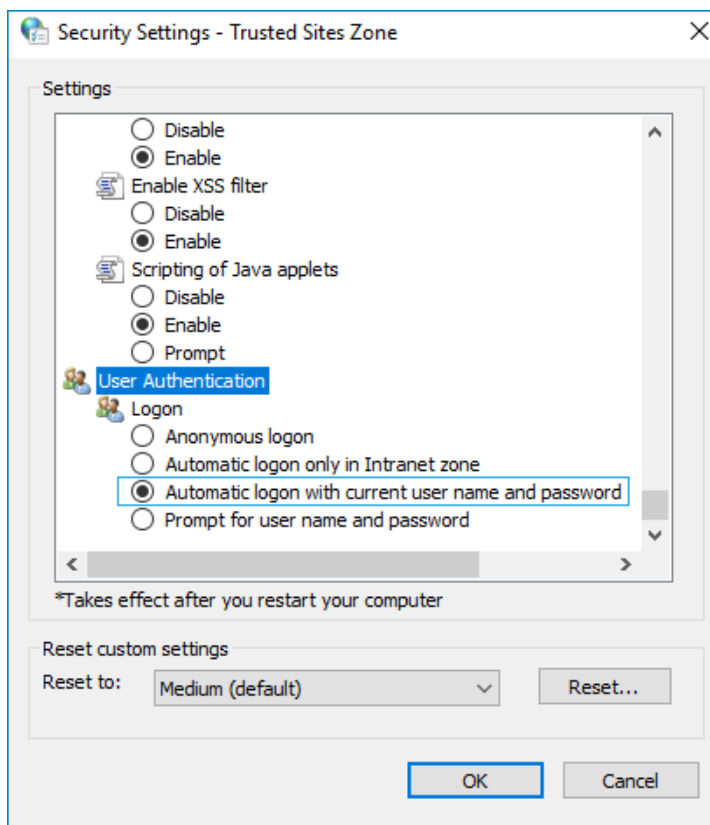 Security Settings - Trusted Sites Zone
Settings
Disable
Enable
Enable XSS filter
Disable
Enable
Scripting of Java applets
Disable
Enable
Prompt
User Authentication
Logon
Anonymous logon
Automatic logon only in Intranet zone
Automatic logon with current user name and password
Prompt for user name and password
*Takes effect after you restart your computer
Reset custom settings
Reset to: Medium (default) Reset...
OK Cancel